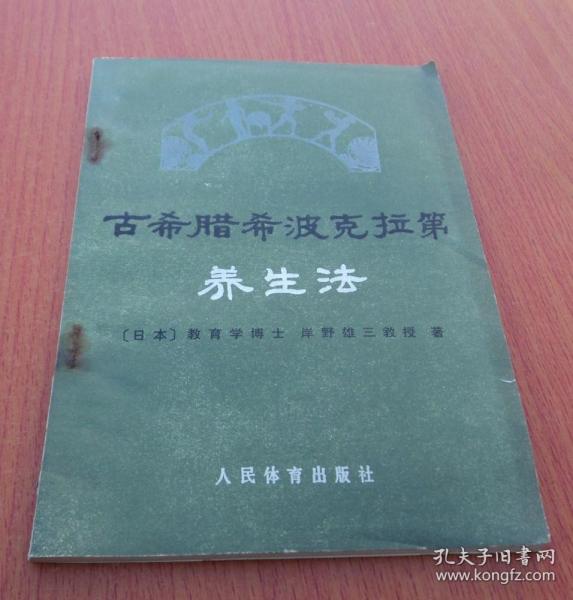 古希腊希波克拉第
养生法
〔日本〕教育学博士 岸野雄三教授 著
人民体育出版社
孔夫子旧书网
www.kongfz.com